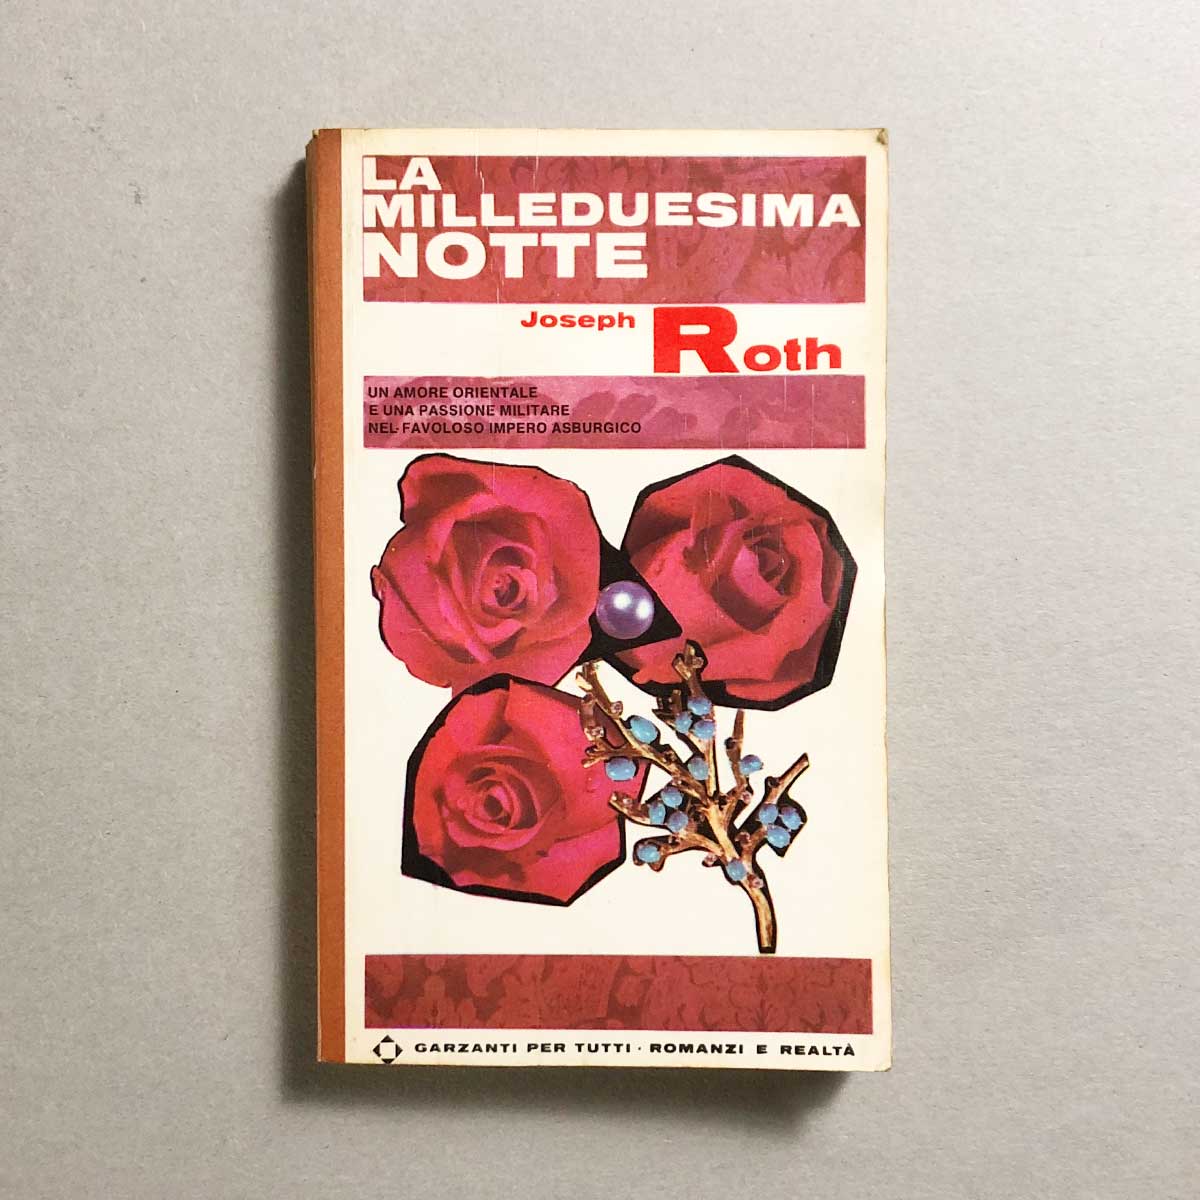 LA
MILLEDUESIMA
NOTTE
Joseph Roth
UN AMORE ORIENTALE
E UNA PASSIONE MILITARE
NEL FAVOLOSO IMPERO ASBURGICO
GARZANTI PER TUTTI · ROMANZI E REALTÀ